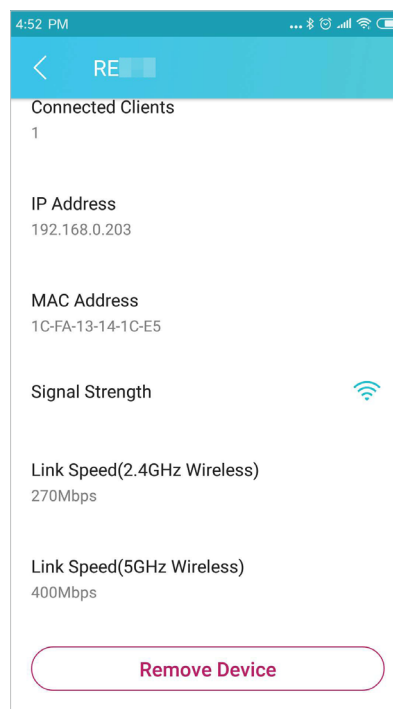 4:52 PM
RE
Connected Clients
1
IP Address
192.168.0.203
MAC Address
1C-FA-13-14-1C-E5
Signal Strength
Link Speed(2.4GHz Wireless)
270Mbps
Link Speed(5GHz Wireless)
400Mbps
Remove Device